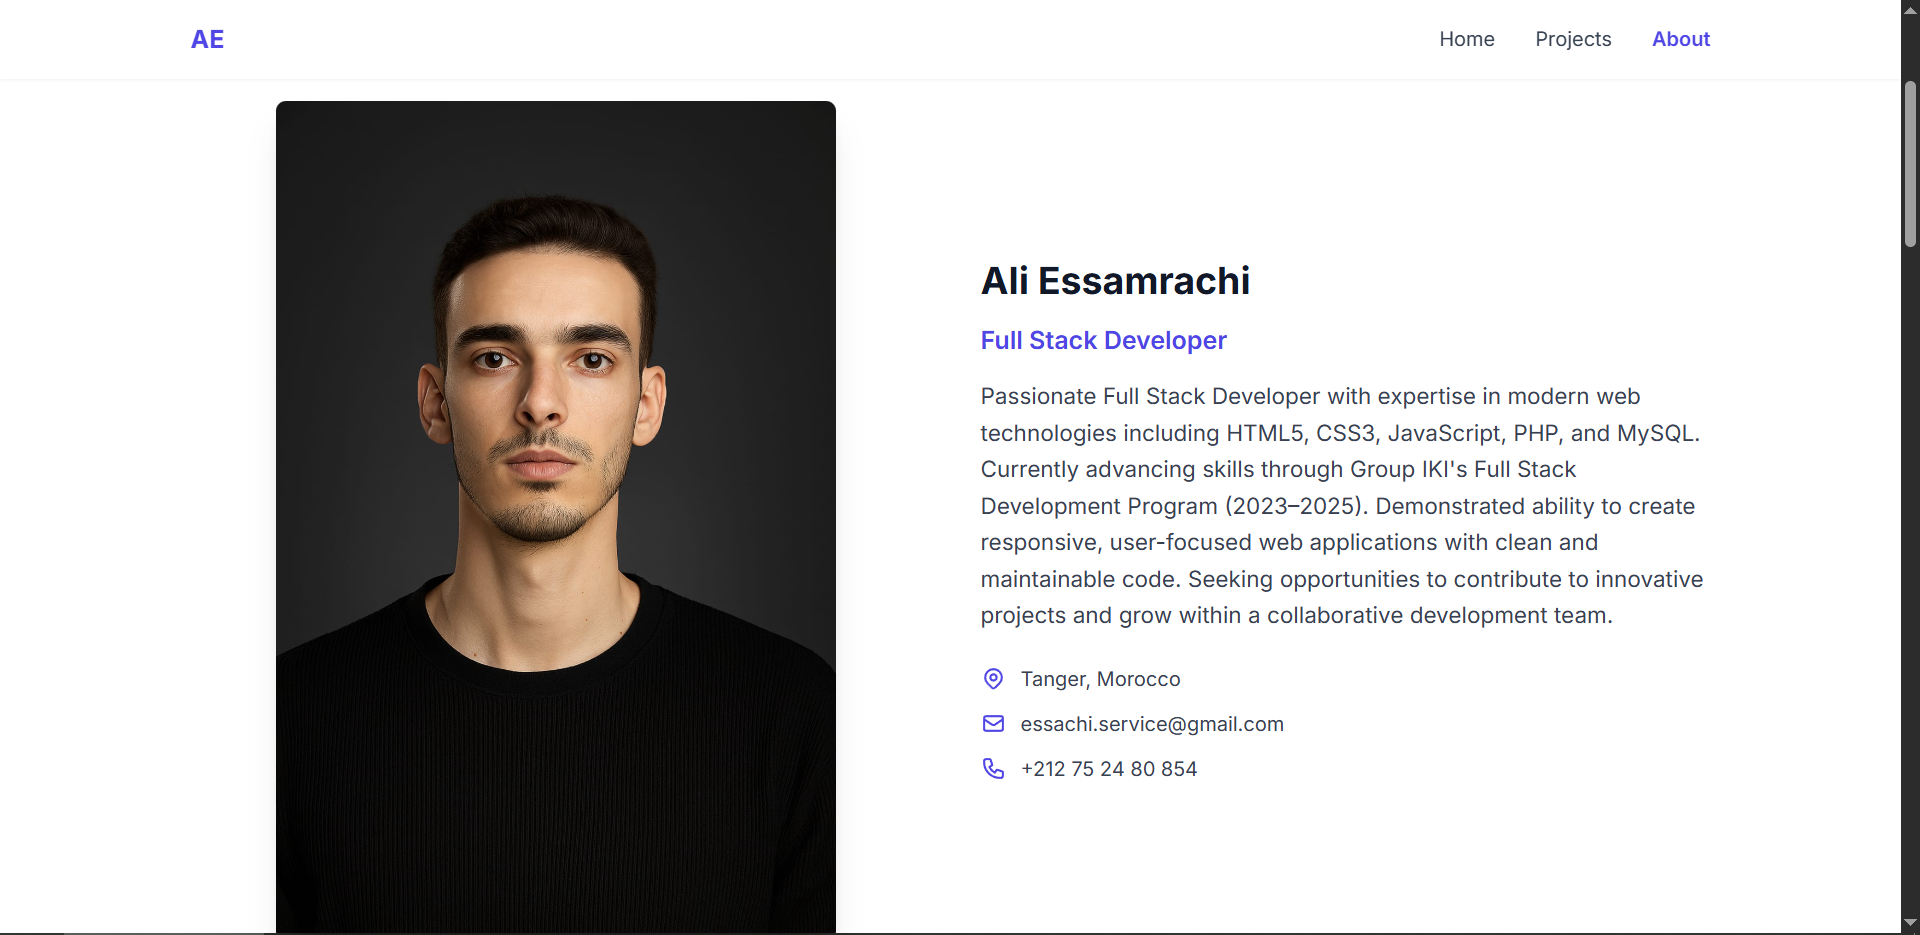 AE
Home
Projects
About
Ali Essamrachi
Full Stack Developer
Passionate Full Stack Developer with expertise in modern web
technologies including HTML5, CSS3, JavaScript, PHP, and MySQL.
Currently advancing skills through Group IKI's Full Stack
Development Program (2023–2025). Demonstrated ability to create
responsive, user-focused web applications with clean and
maintainable code. Seeking opportunities to contribute to innovative
projects and grow within a collaborative development team.
Tanger, Morocco
essachi.service@gmail.com
+212 75 24 80 854